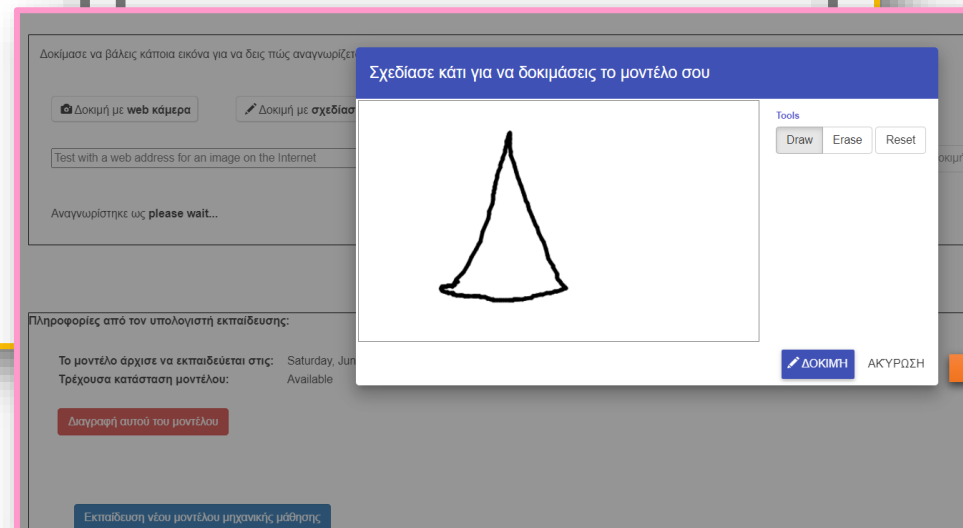 Δοκίμασε να βάλεις κάποια εικόνα για να δεις πώς αναγνωρίζετ
Σχεδίασε κάτι για να δοκιμάσεις το μοντέλο σου
Δοκιμή με web κάμερα
Δοκιμή με σχεδίασ
Tools
Draw Erase Reset
Test with a web address for an image on the Internet
Αναγνωρίστηκε ως please wait...
Πληροφορίες από τον υπολογιστή εκπαίδευσης:
Το μοντέλο άρχισε να εκπαιδεύεται στις: Saturday, Jun
Τρέχουσα κατάσταση μοντέλου: Available
ΔΟΚΙΜΉ ΑΚΎΡΩΣΗ
Διαγραφή αυτού του μοντέλου
Εκπαίδευση νέου μοντέλου μηχανικής μάθησης